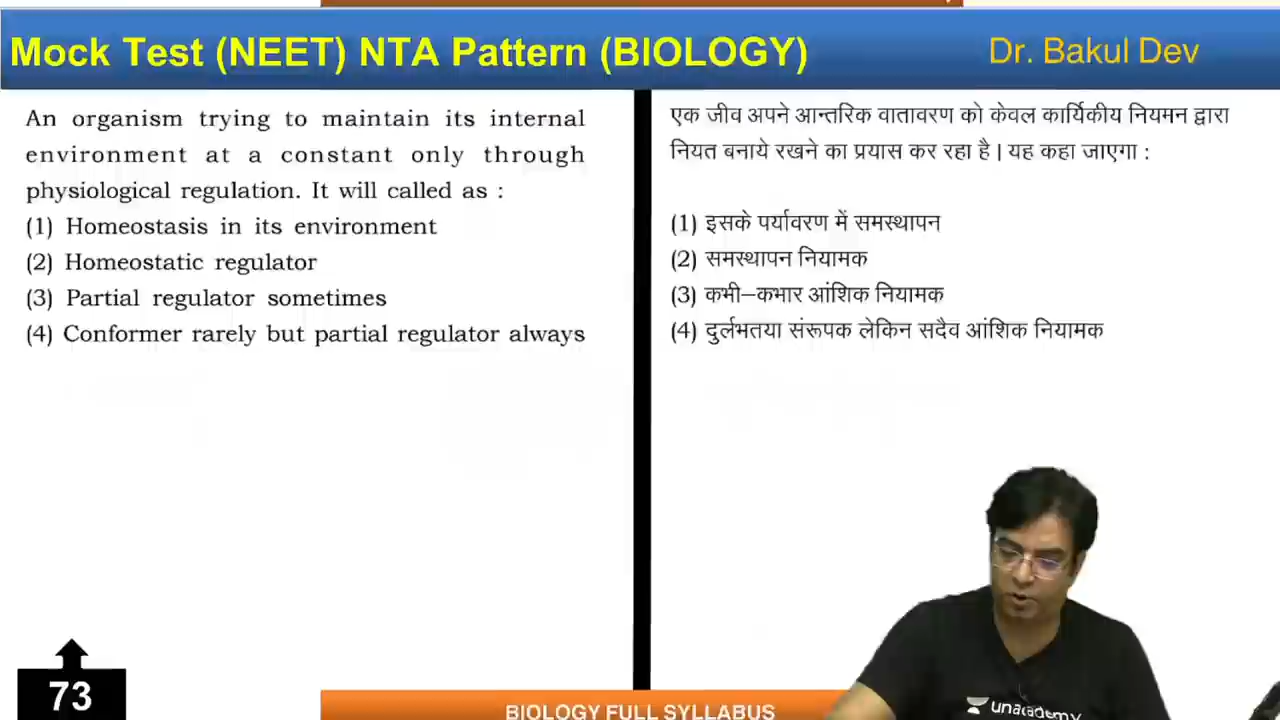 Mock Test (NEET) NTA Pattern (BIOLOGY)
Dr. Bakul Dev
An organism trying to maintain its internal
environment at a constant only through
physiological regulation. It will called as :
(1) Homeostasis in its environment
(2) Homeostatic regulator
(3) Partial regulator sometimes
(4) Conformer rarely but partial regulator always
एक जीव अपने आन्तरिक वातावरण को केवल कार्यिकीय नियमन द्वारा
नियत बनाये रखने का प्रयास कर रहा है। यह कहा जाएगा :
(1) इसके पर्यावरण में समस्थापन
(2) समस्थापन नियामक
(3) कभी–कभार आंशिक नियामक
(4) दुर्लभतया संरूपक लेकिन सदैव आंशिक नियामक
73
BIOLOGY FULL SYLLABUS
unacademy